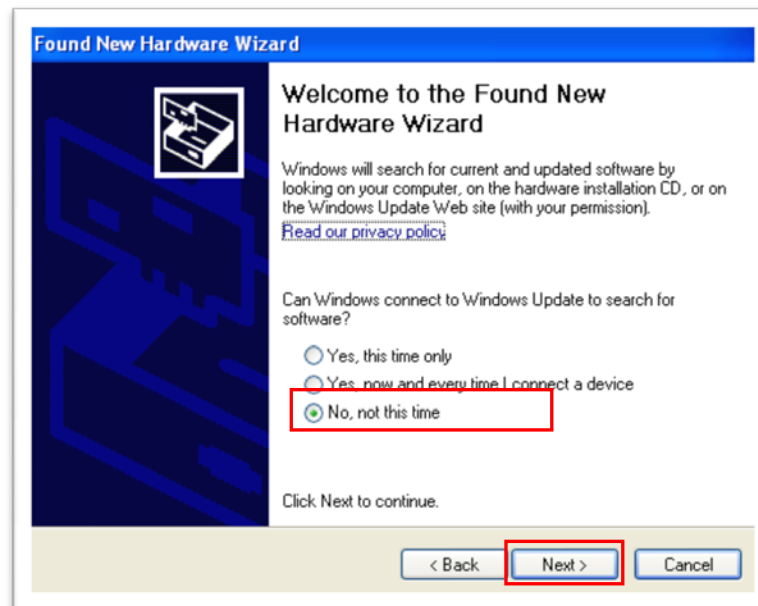 Found New Hardware Wizard
Welcome to the Found New
Hardware Wizard
Windows will search for current and updated software by
looking on your computer, on the hardware installation CD, or on
the Windows Update Web site (with your permission).
Read our privacy policy
Can Windows connect to Windows Update to search for
software?
Yes, this time only
Yes, now and every time I connect a device
No, not this time
Click Next to continue.
< Back
Next >
Cancel